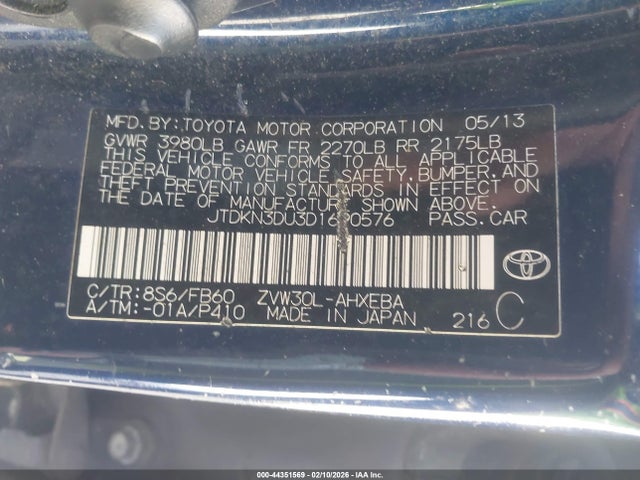 MFD. BY: TOYOTA MOTOR CORPORATION 05/13
GVWR 3980LB GAWR FR 2270LB RR 2175LB
THIS VEHICLE CONFORMS TO ALL APPLICABLE
FEDERAL MOTOR VEHICLE SAFETY, BUMPER, AND
THEFT PREVENTION STANDARDS IN EFFECT ON
THE DATE OF MANUFACTURE SHOWN ABOVE.
JTDKN3DU3D1690576 PASS. CAR
C/TR: 8S6/FB60 ZVW30L-AHXEBA
A/TM: -01A/P410 MADE IN JAPAN 216 C
000-44351569 - 02/10/2026 - IAAI.COM